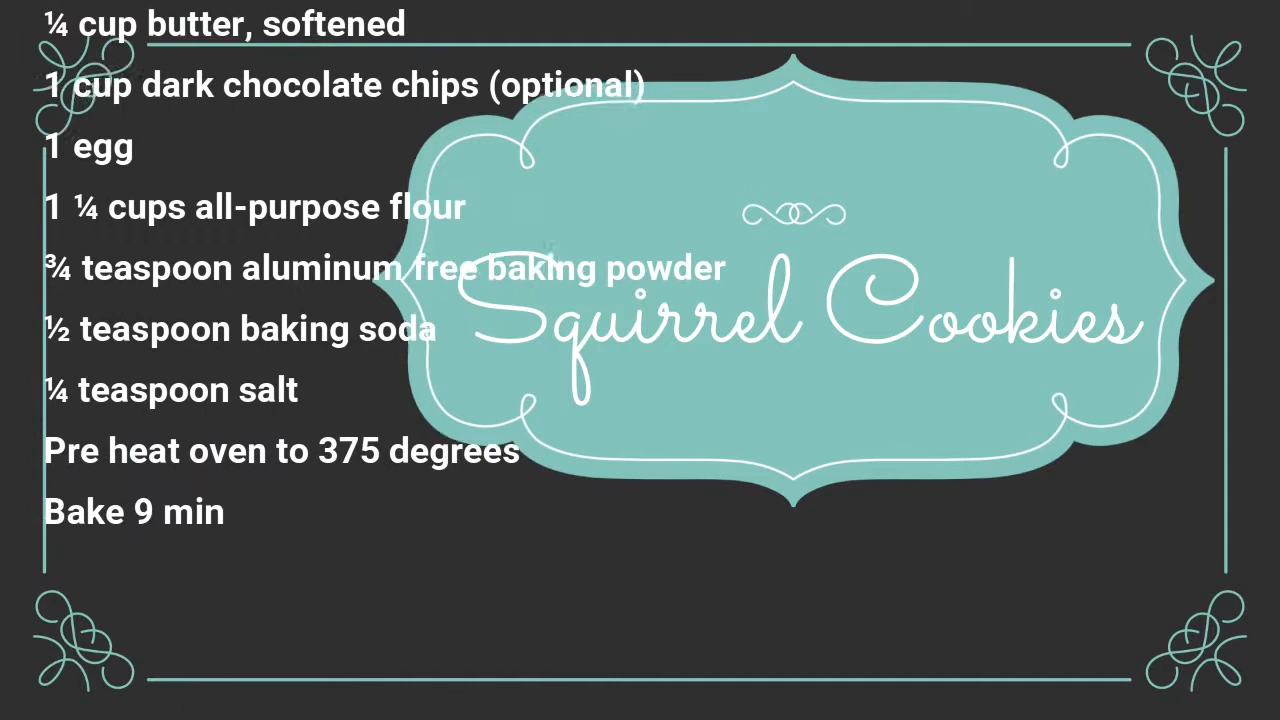 ¼ cup butter, softened
1 cup dark chocolate chips (optional)
1 egg
1 ¼ cups all-purpose flour
¾ teaspoon aluminum free baking powder
½ teaspoon baking soda
¼ teaspoon salt
Pre heat oven to 375 degrees
Bake 9 min
Squirrel Cookies